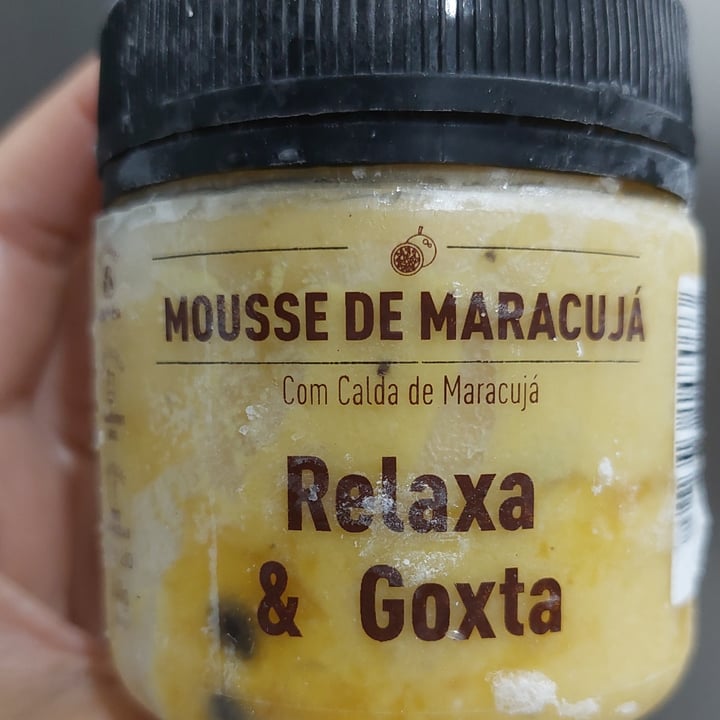 MOUSSE DE MARACUJÁ
Com Calda de Maracujá
Relaxa
& Goxta